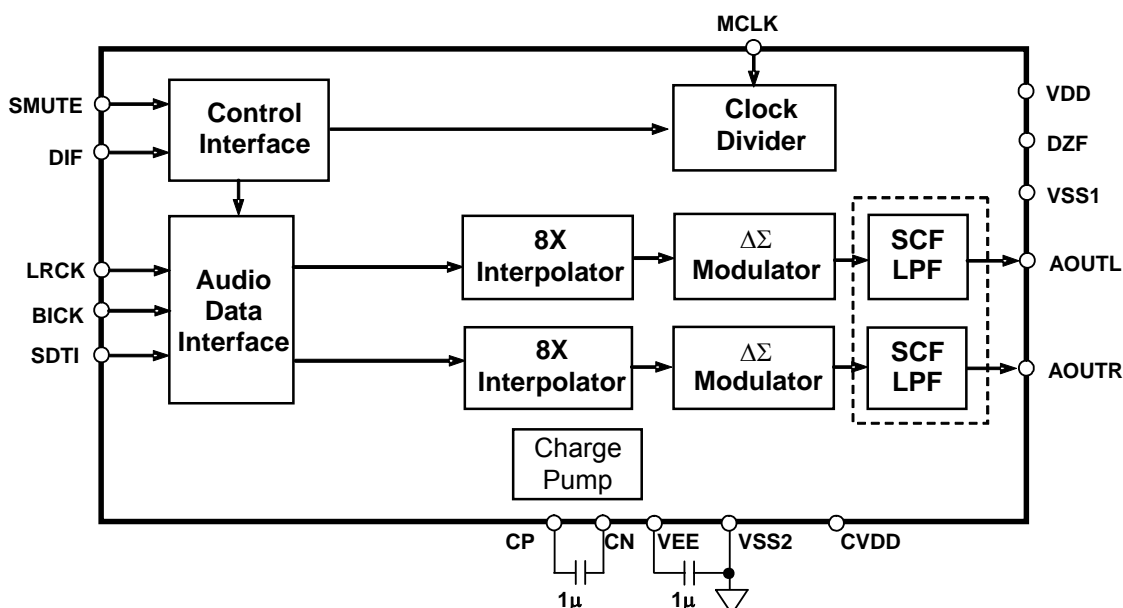 MCLK
SMUTE
DIF
Control
Interface
Clock
Divider
VDD
DZF
VSS1
LRCK
BICK
SDTI
Audio
Data
Interface
8X
Interpolator
ΔΣ
Modulator
SCF
LPF
AOUTL
8X
Interpolator
ΔΣ
Modulator
SCF
LPF
AOUTR
Charge
Pump
CP
CN
VEE
VSS2
CVDD
1μ
1μ